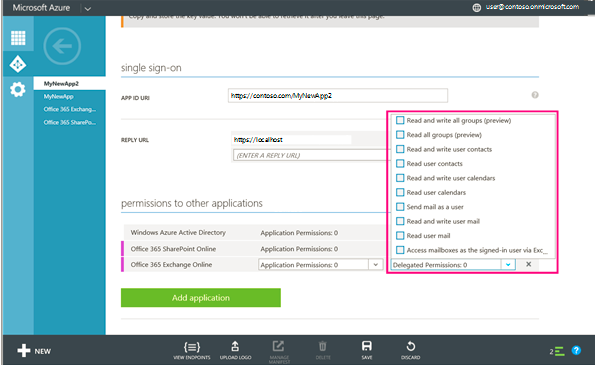 Microsoft Azure
user@contoso.onmicrosoft.com
Copy and store the key value. You won't be able to retrieve it after you leave this page.
MyNewApp2
MyNewApp
Office 365 Exchang...
Office 365 SharePo...
single sign-on
APP ID URI
https://contoso.com/MyNewApp2
REPLY URL
https://localhost
(ENTER A REPLY URL)
Read and write all groups (preview)
Read all groups (preview)
Read and write user contacts
Read user contacts
Read and write user calendars
Read user calendars
Send mail as a user
Read and write user mail
Read user mail
Access mailboxes as the signed-in user via Exc...
permissions to other applications
Windows Azure Active Directory Application Permissions: 0
Office 365 SharePoint Online Application Permissions: 0
Office 365 Exchange Online Application Permissions: 0 Delegated Permissions: 0
Add application
NEW
VIEW ENDPOINTS
UPLOAD LOGO
MANAGE MANIFEST
DELETE
SAVE
DISCARD
2